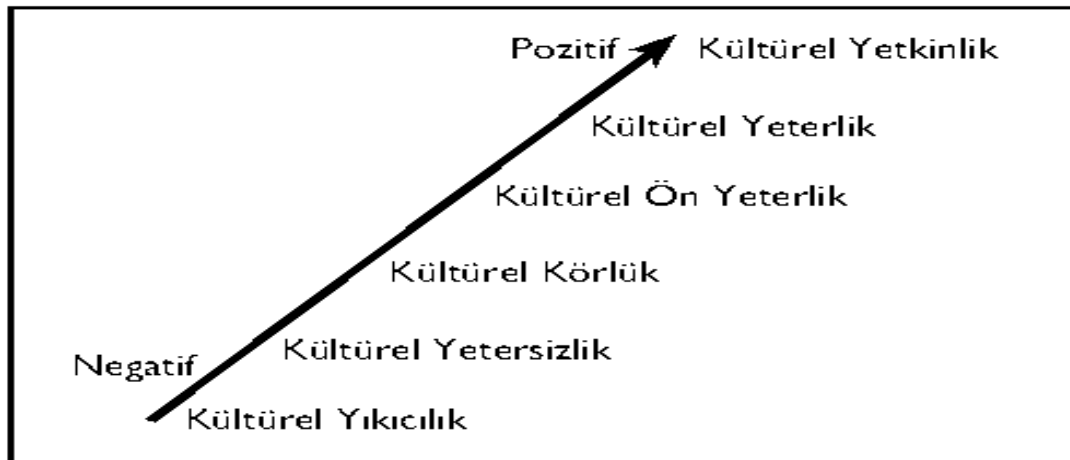 Pozitif Kültürel Yetkinlik
Kültürel Yeterlik
Kültürel Ön Yeterlik
Kültürel Körlük
Kültürel Yetersizlik
Negatif
Kültürel Yıkıcılık